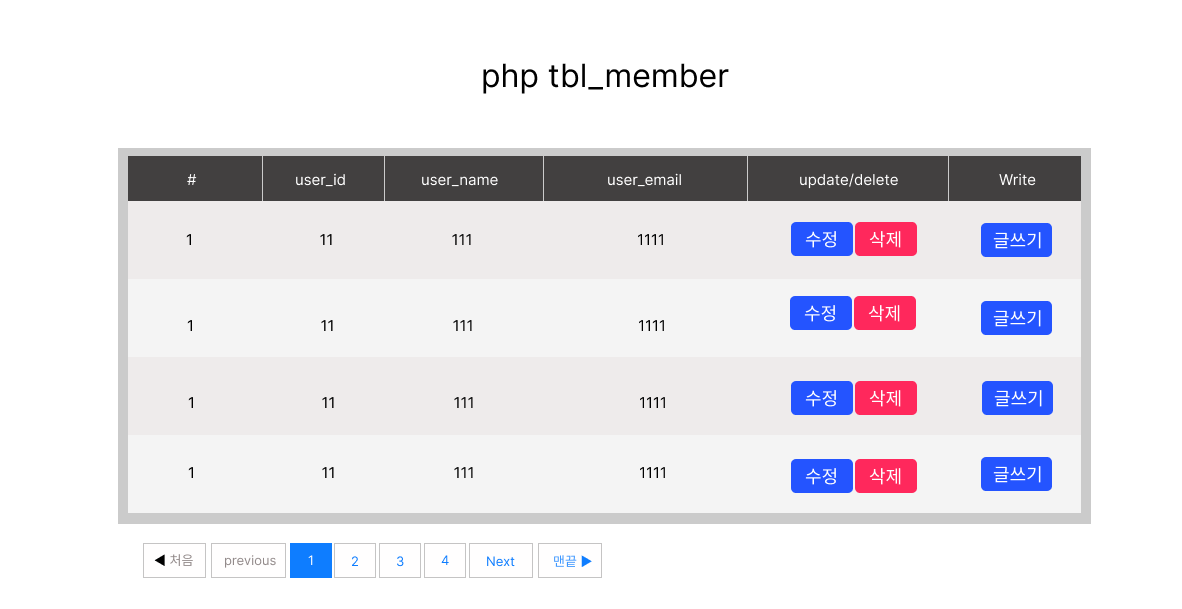 php tbl_member
# user_id user_name user_email update/delete Write
1 11 111 1111 수정 삭제 글쓰기
1 11 111 1111 수정 삭제 글쓰기
1 11 111 1111 수정 삭제 글쓰기
1 11 111 1111 수정 삭제 글쓰기
◀ 처음 previous 1 2 3 4 Next 맨끝 ▶